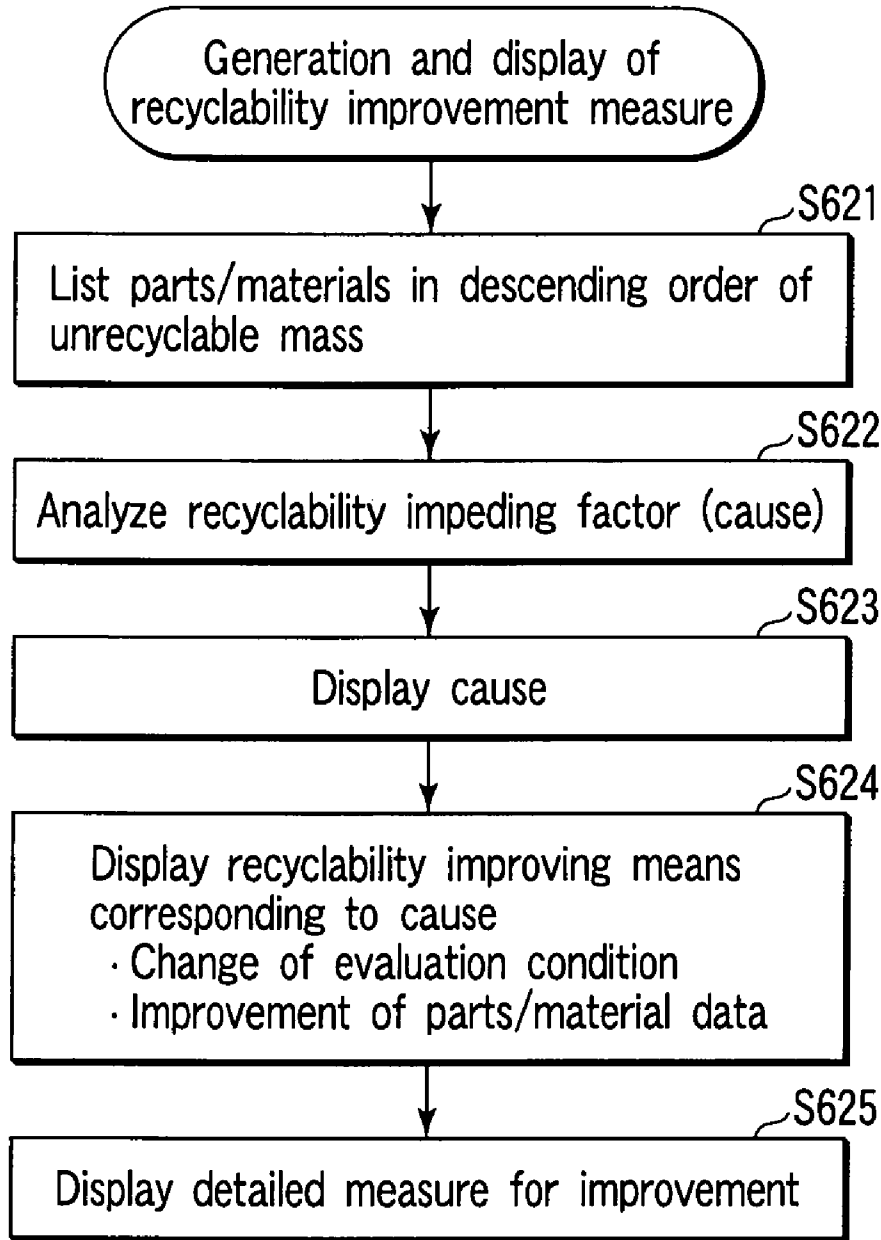 Generation and display of
recyclability improvement measure
S621
List parts/materials in descending order of
unrecyclable mass
S622
Analyze recyclability impeding factor (cause)
S623
Display cause
S624
Display recyclability improving means
corresponding to cause
· Change of evaluation condition
· Improvement of parts/material data
S625
Display detailed measure for improvement